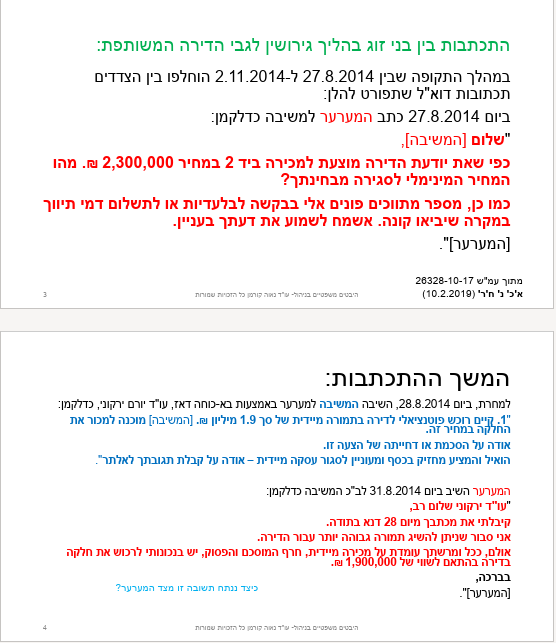 התכתבות בין בני זוג בהליך גירושין לגבי הדירה המשותפת:
במהלך התקופה שבין 27.8.2014 ל-2.11.2014 הוחלפו בין הצדדים
תכתובות דוא"ל שתפורט להלן:
ביום 27.8.2014 כתב המערער למשיבה כדלקמן:
"שלום [המשיבה],
כפי שאת יודעת הדירה מוצעת למכירה ביד 2 במחיר 2,300,000 ₪. מהו
המחיר המינימלי לסגירה מבחינתך?
כמו כן, מספר מתווכים פונים אלי בבקשה לבלעדיות או לתשלום דמי תיווך
במקרה שיביאו קונה. אשמח לשמוע את דעתך בעניין.
[המערער]".
מתוך עמ"ש 26328-10-17
א'כ' נ' ח'ר' (10.2.2019)
היבטים משפטיים בניהול- עו"ד נאוה קורמן כל הזכויות שמורות
3
המשך ההתכתבות:
למחרת, ביום 28.8.2014, השיבה המשיבה למערער באמצעות בא-כוחה דאז, עו"ד יורם ירקוני, כדלקמן:
"1. קיים רוכש פוטנציאלי לדירה בתמורה מיידית של סך 1.9 מיליון ₪. [המשיבה] מוכנה למכור את
החלקה במחיר זה.
אודה על הסכמת או דחייתה של הצעה זו.
הואיל והמציע מחזיק בכסף ומעוניין לסגור עסקה מיידית – אודה על קבלת תגובתך לאלתר".
המערער השיב ביום 31.8.2014 לב"כ המשיבה כדלקמן:
"עו"ד ירקוני שלום רב,
קיבלתי את מכתבך מיום 28 דנא בתודה.
אני סבור שניתן להשיג תמורה גבוהה יותר עבור הדירה.
אולם, ככל ומרשתך עומדת על מכירה מיידית, חרף המוסכם והפסוק, יש בנכונותי לרכוש את חלקה
בדירה בהתאם לשווי של 1,900,000 ₪.
בברכה,
[המערער]".
כיצד ננתח תשובה זו מצד המערער?
היבטים משפטיים בניהול- עו"ד נאוה קורמן כל הזכויות שמורות
4